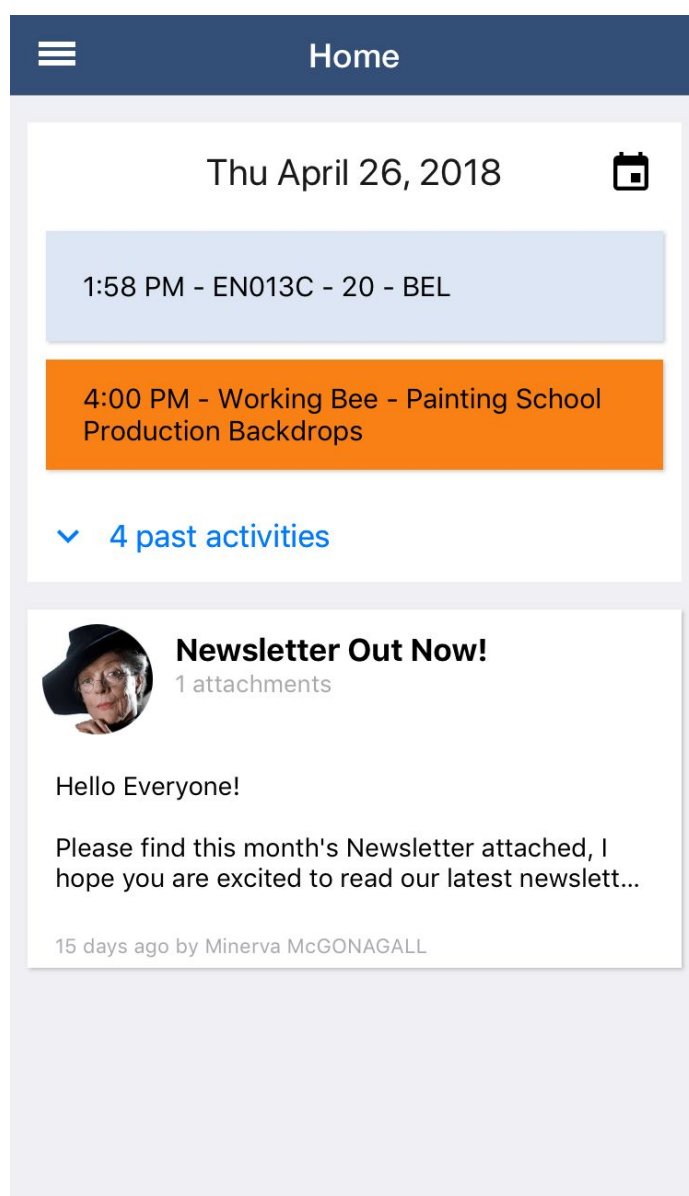 Home
Thu April 26, 2018
1:58 PM - EN013C - 20 - BEL
4:00 PM - Working Bee - Painting School
Production Backdrops
4 past activities
Newsletter Out Now!
1 attachments
Hello Everyone!
Please find this month's Newsletter attached, I
hope you are excited to read our latest newslett...
15 days ago by Minerva McGONAGALL